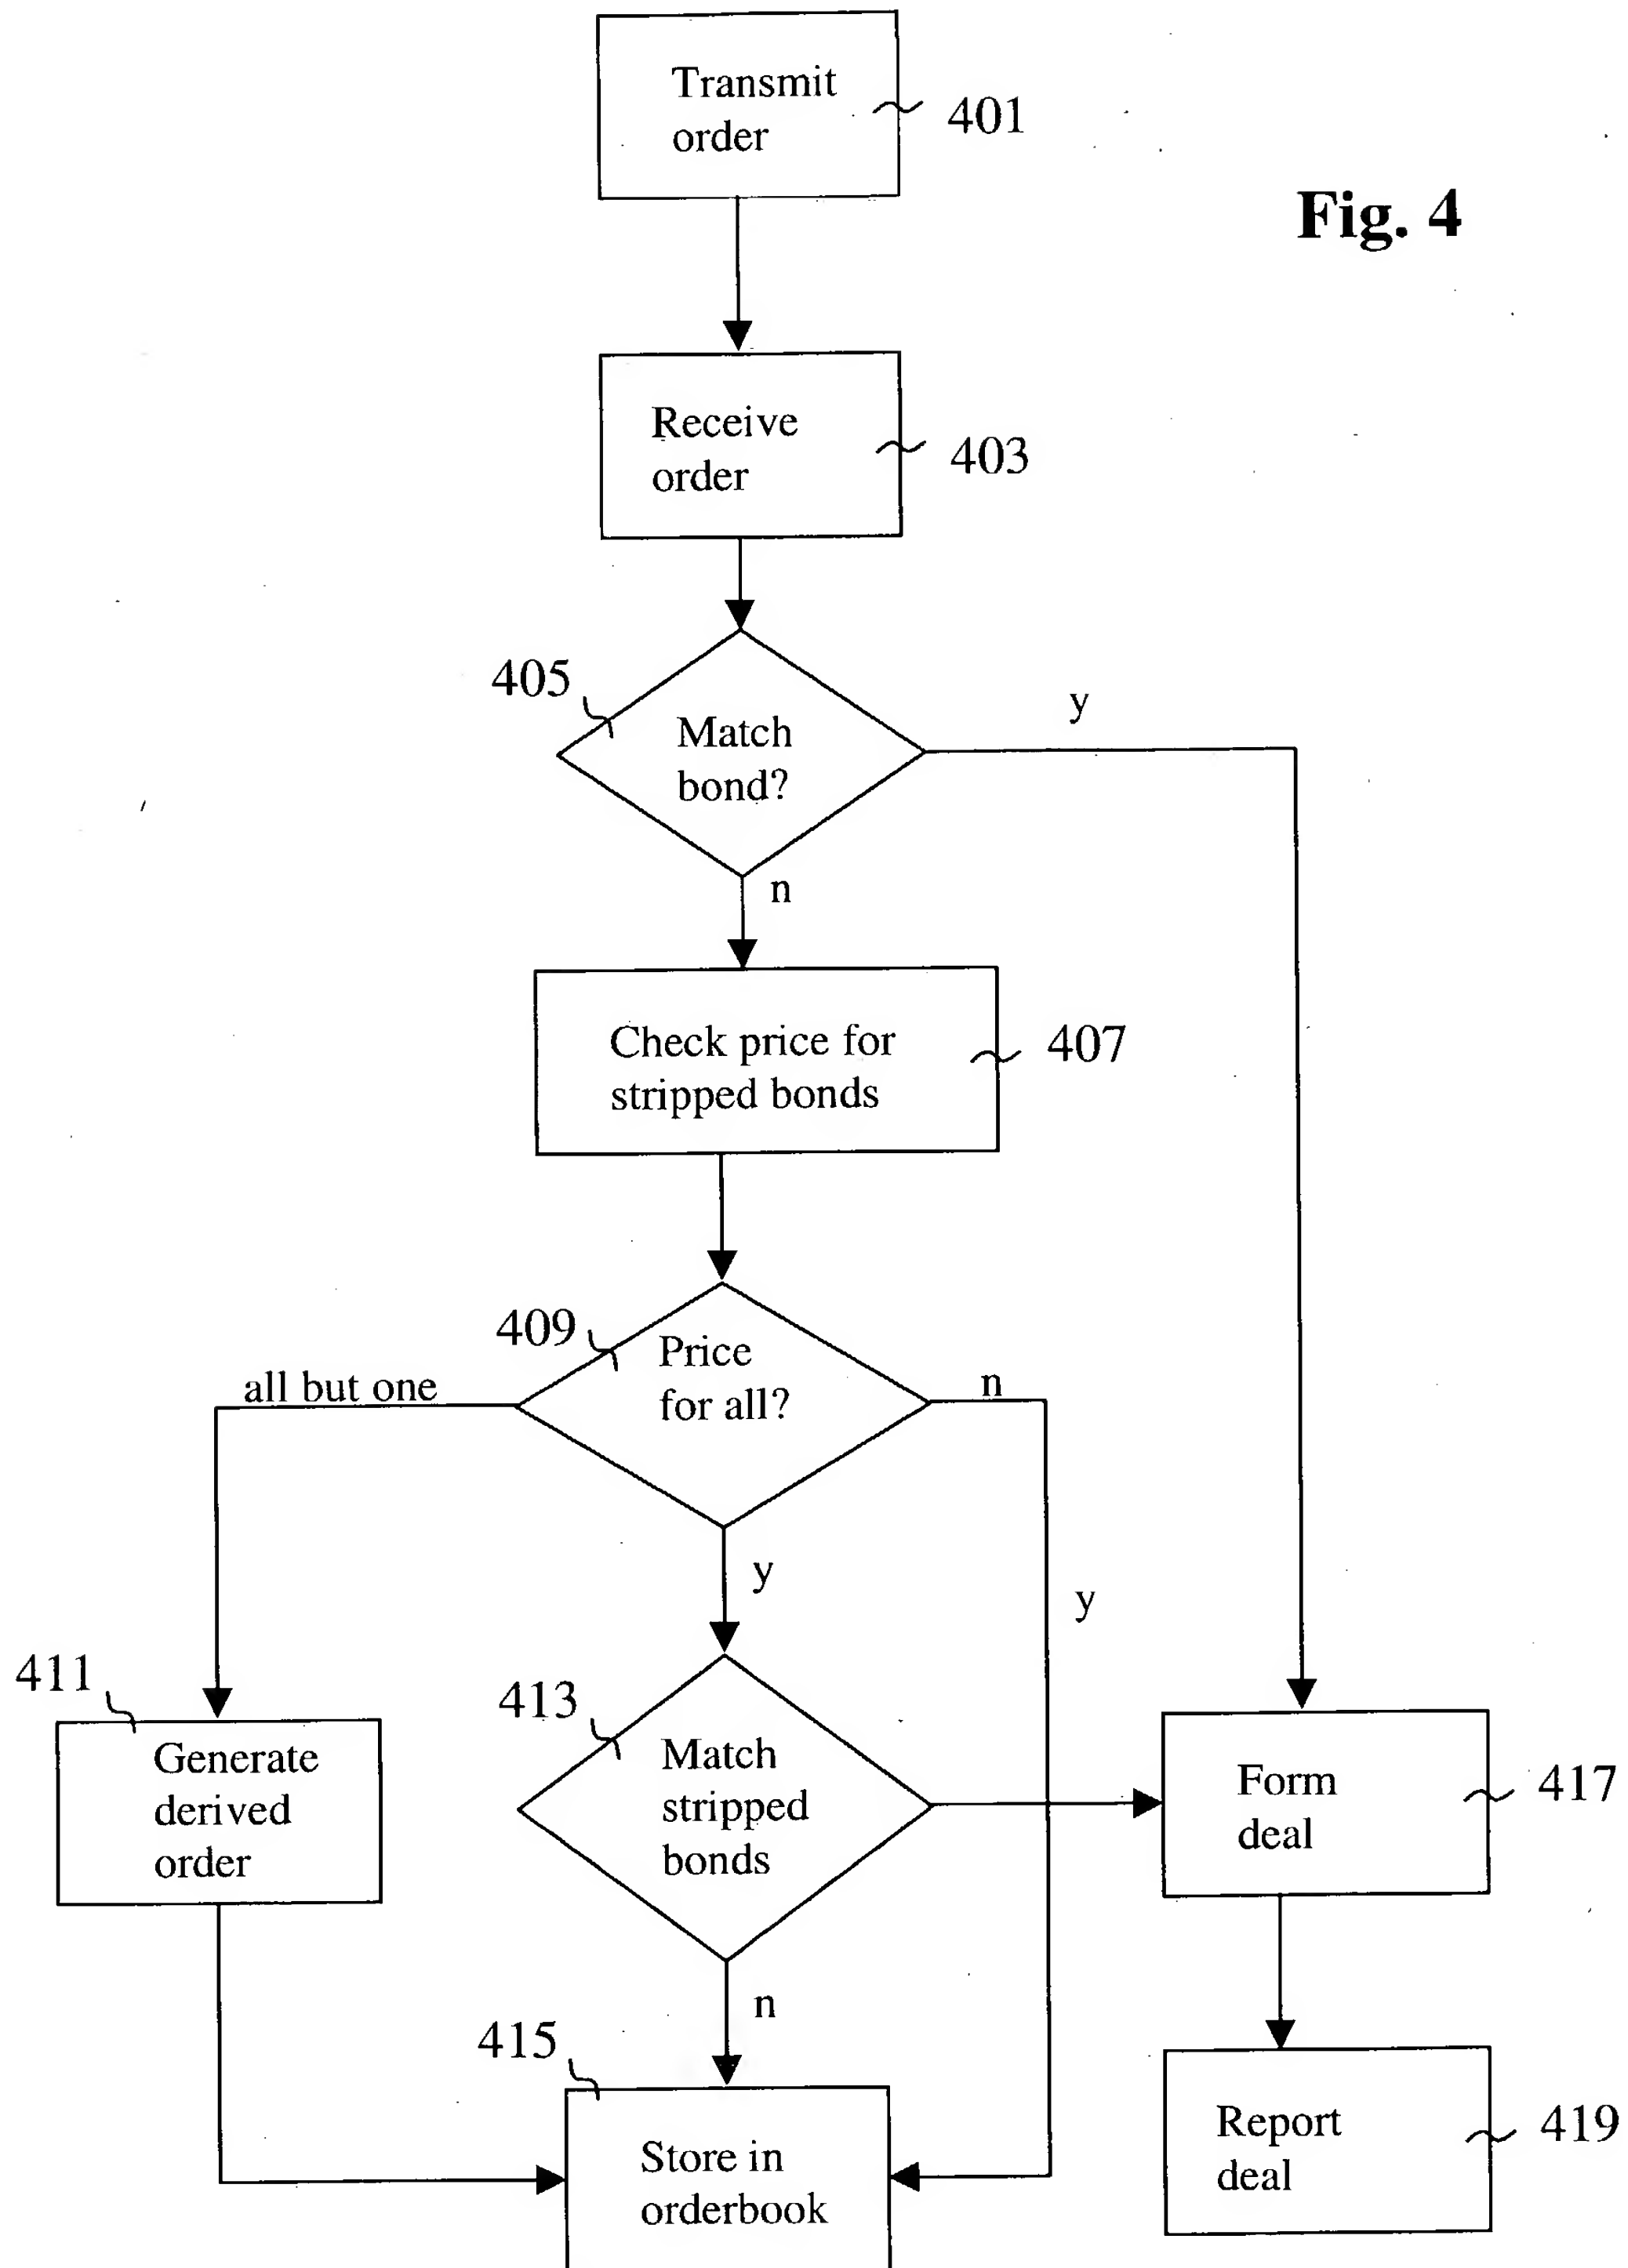 Transmit
order
401
Fig. 4
Receive
order
403
405
Match
bond?
y
n
Check price for
stripped bonds
407
409
Price
for all?
all but one
n
y
y
411
Generate
derived
order
413
Match
stripped
bonds
Form
deal
417
n
415
Store in
orderbook
Report
deal
419